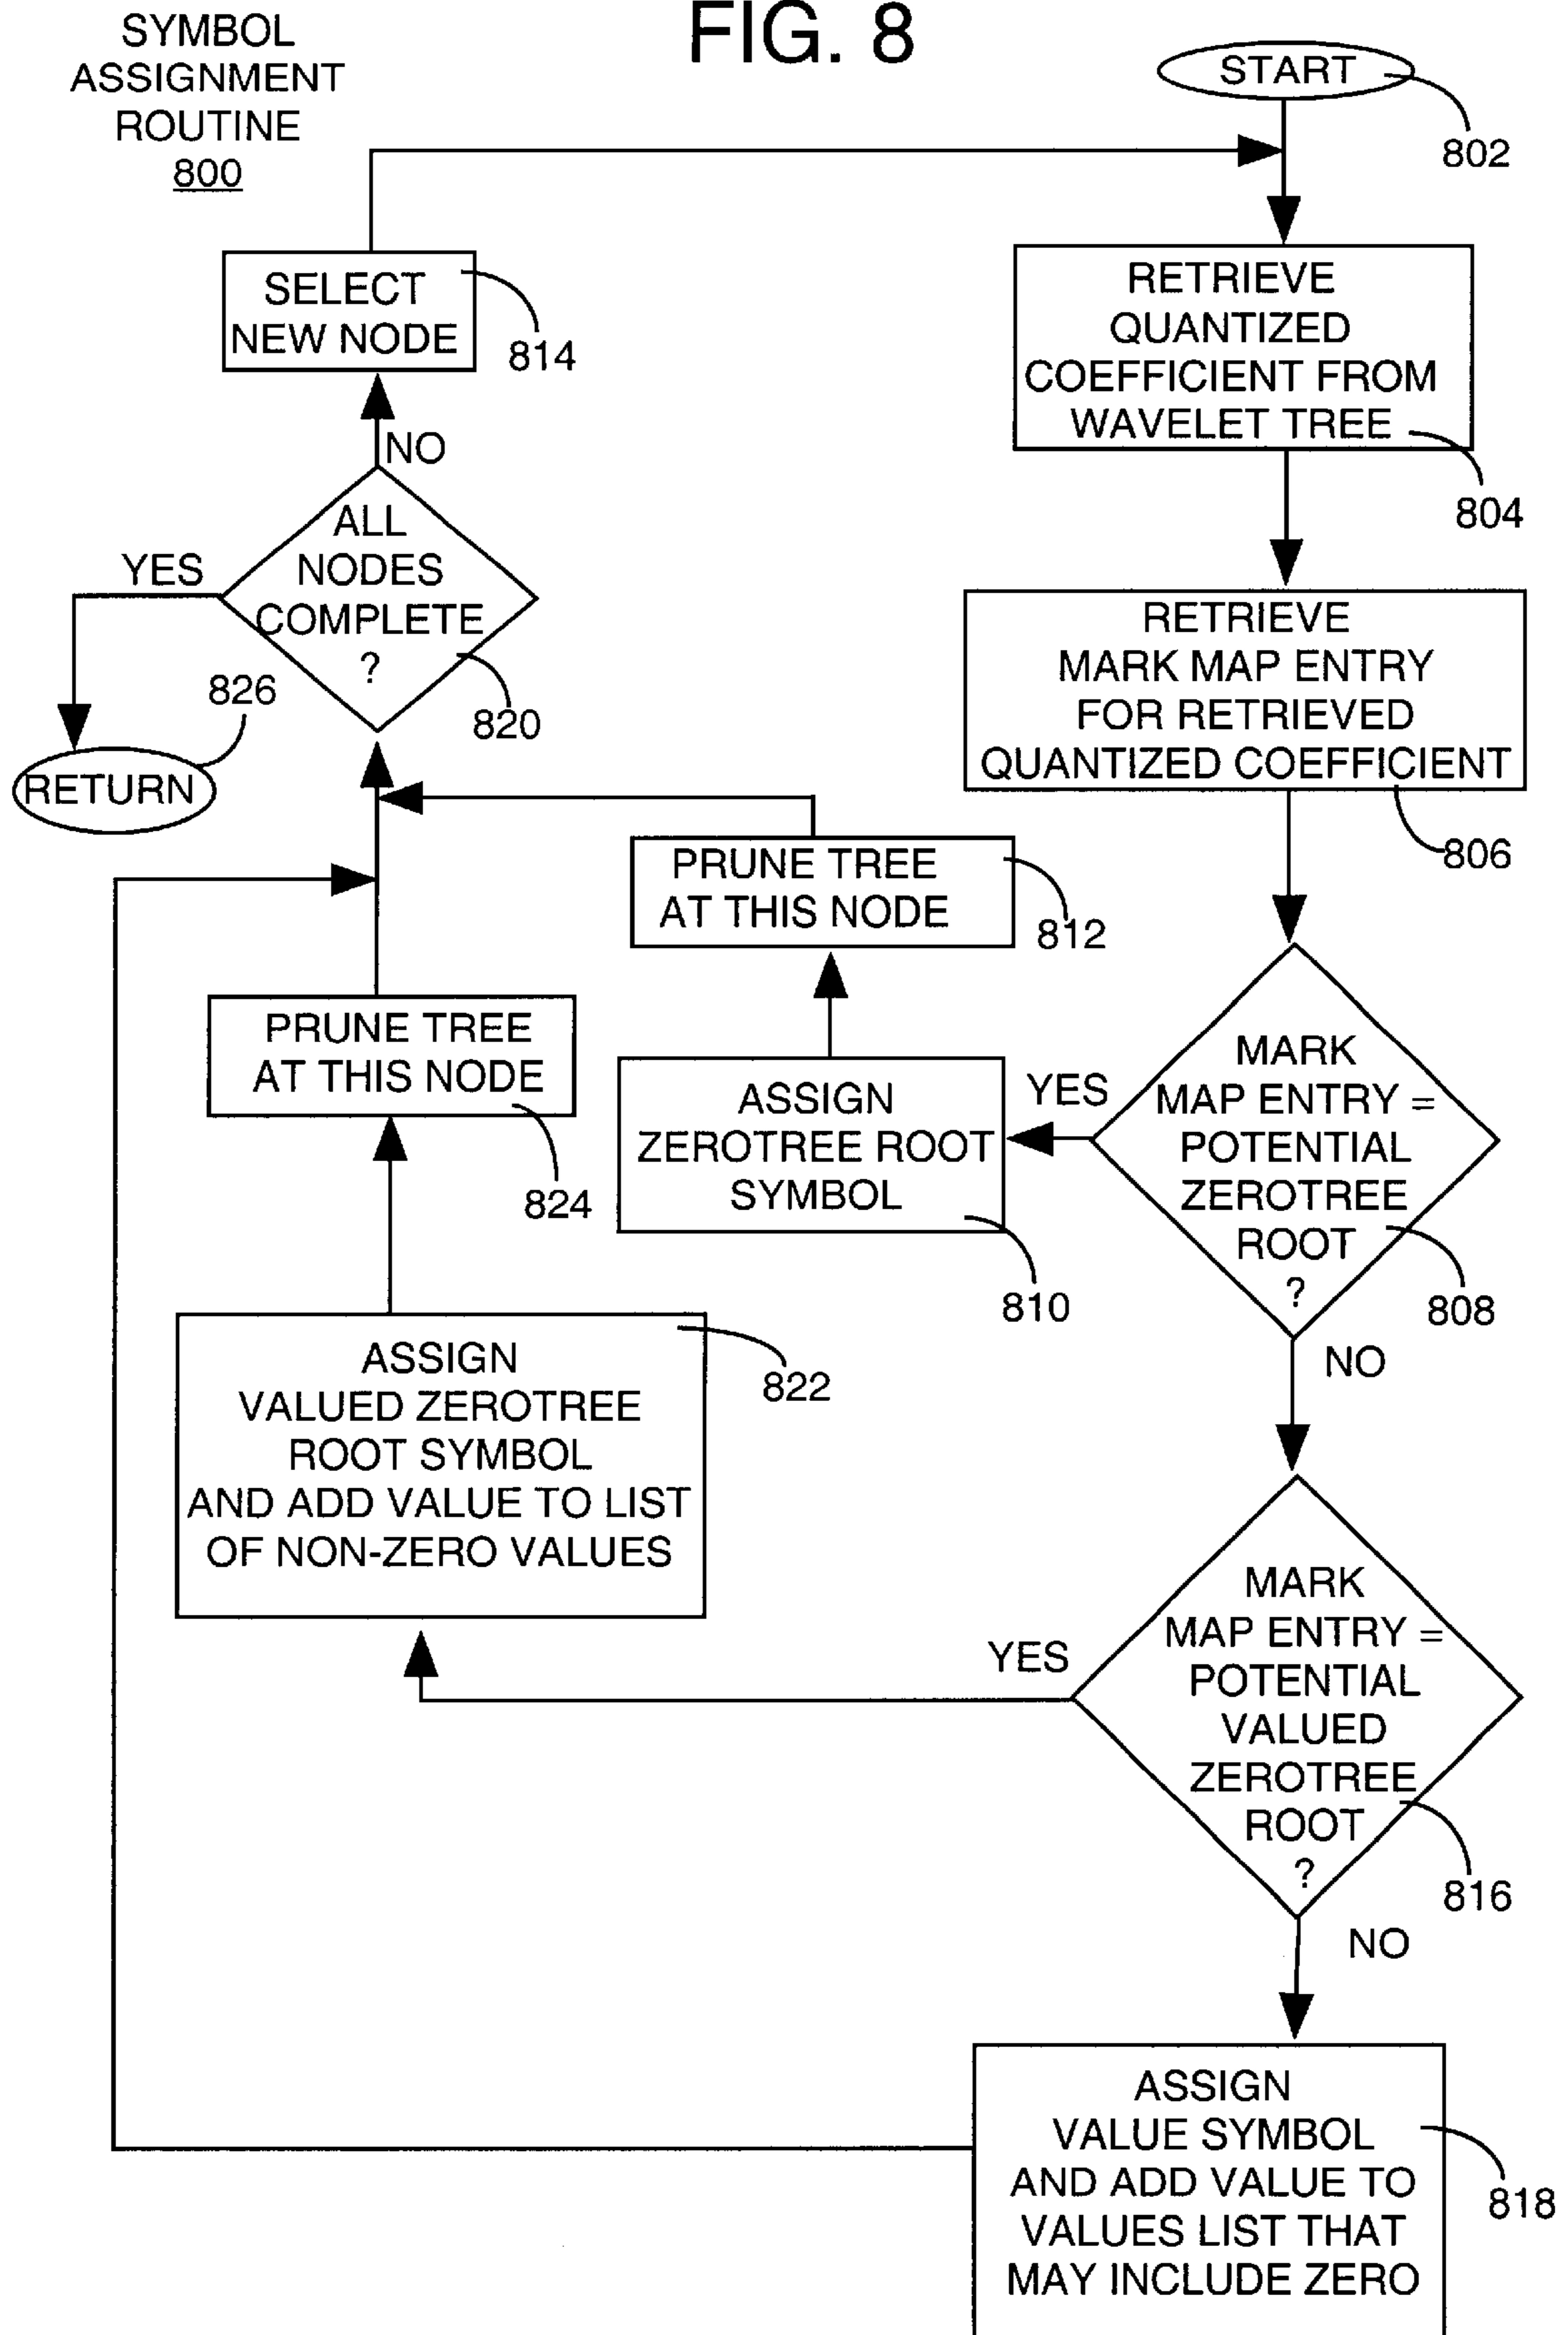 FIG. 8
SYMBOL
ASSIGNMENT
ROUTINE
800
START
802
RETRIEVE
QUANTIZED
COEFFICIENT FROM
WAVELET TREE
804
RETRIEVE
MARK MAP ENTRY
FOR RETRIEVED
QUANTIZED COEFFICIENT
806
MARK
MAP ENTRY =
POTENTIAL
ZEROTREE
ROOT
?
808
YES
NO
ASSIGN
ZEROTREE ROOT
SYMBOL
810
PRUNE TREE
AT THIS NODE
812
SELECT
NEW NODE
814
NO
ALL
NODES
COMPLETE
?
820
YES
826
RETURN
PRUNE TREE
AT THIS NODE
824
ASSIGN
VALUED ZEROTREE
ROOT SYMBOL
AND ADD VALUE TO LIST
OF NON-ZERO VALUES
822
YES
MARK
MAP ENTRY =
POTENTIAL
VALUED
ZEROTREE
ROOT
?
816
NO
ASSIGN
VALUE SYMBOL
AND ADD VALUE TO
VALUES LIST THAT
MAY INCLUDE ZERO
818